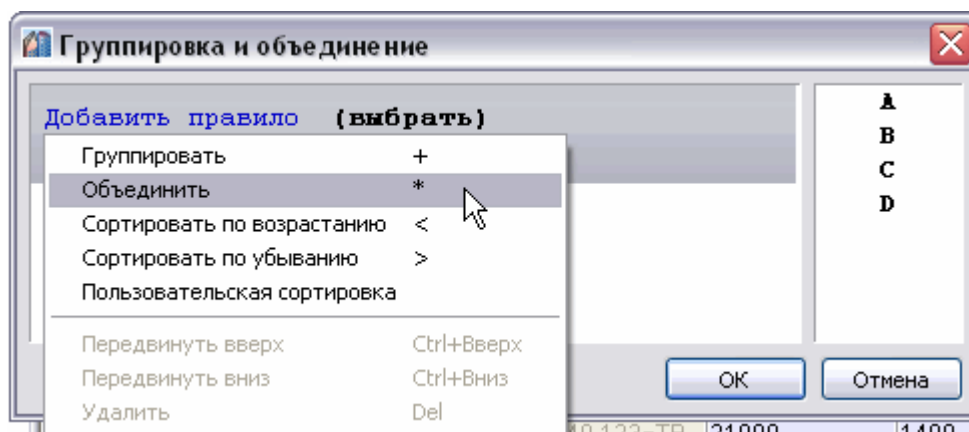 Группировка и объединение
Добавить правило (выбрать)
Группировать +
Объединить *
Сортировать по возрастанию <
Сортировать по убыванию >
Пользовательская сортировка
Передвинуть вверх Ctrl+Вверх
Передвинуть вниз Ctrl+Вниз
Удалить Del
A
B
C
D
ОК Отмена